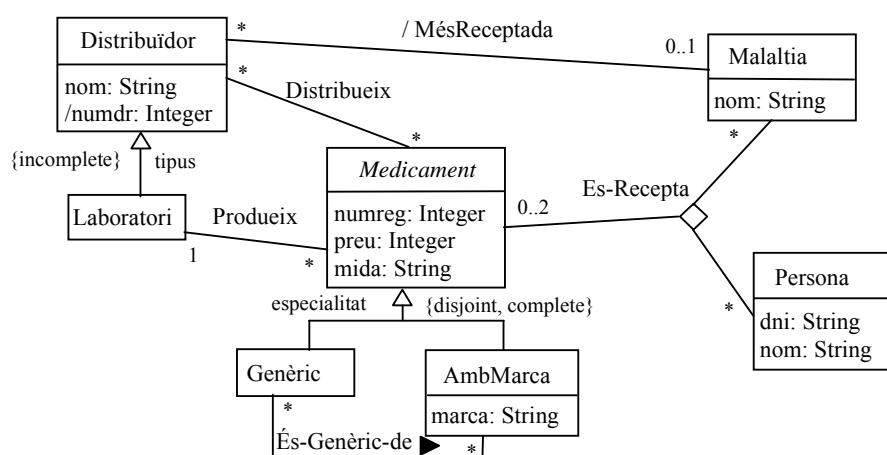 Distribuïdor
nom: String
/numdr: Integer
*
*
/ MésReceptada
0..1
Malaltia
nom: String
*
Distribueix
*
{incomplete}
tipus
Laboratori
1
Produeix
*
Medicament
numreg: Integer
preu: Integer
mida: String
0..2
Es-Recepta
*
Persona
dni: String
nom: String
especialitat
{disjoint, complete}
Genèric
*
AmbMarca
marca: String
És-Genèric-de
*